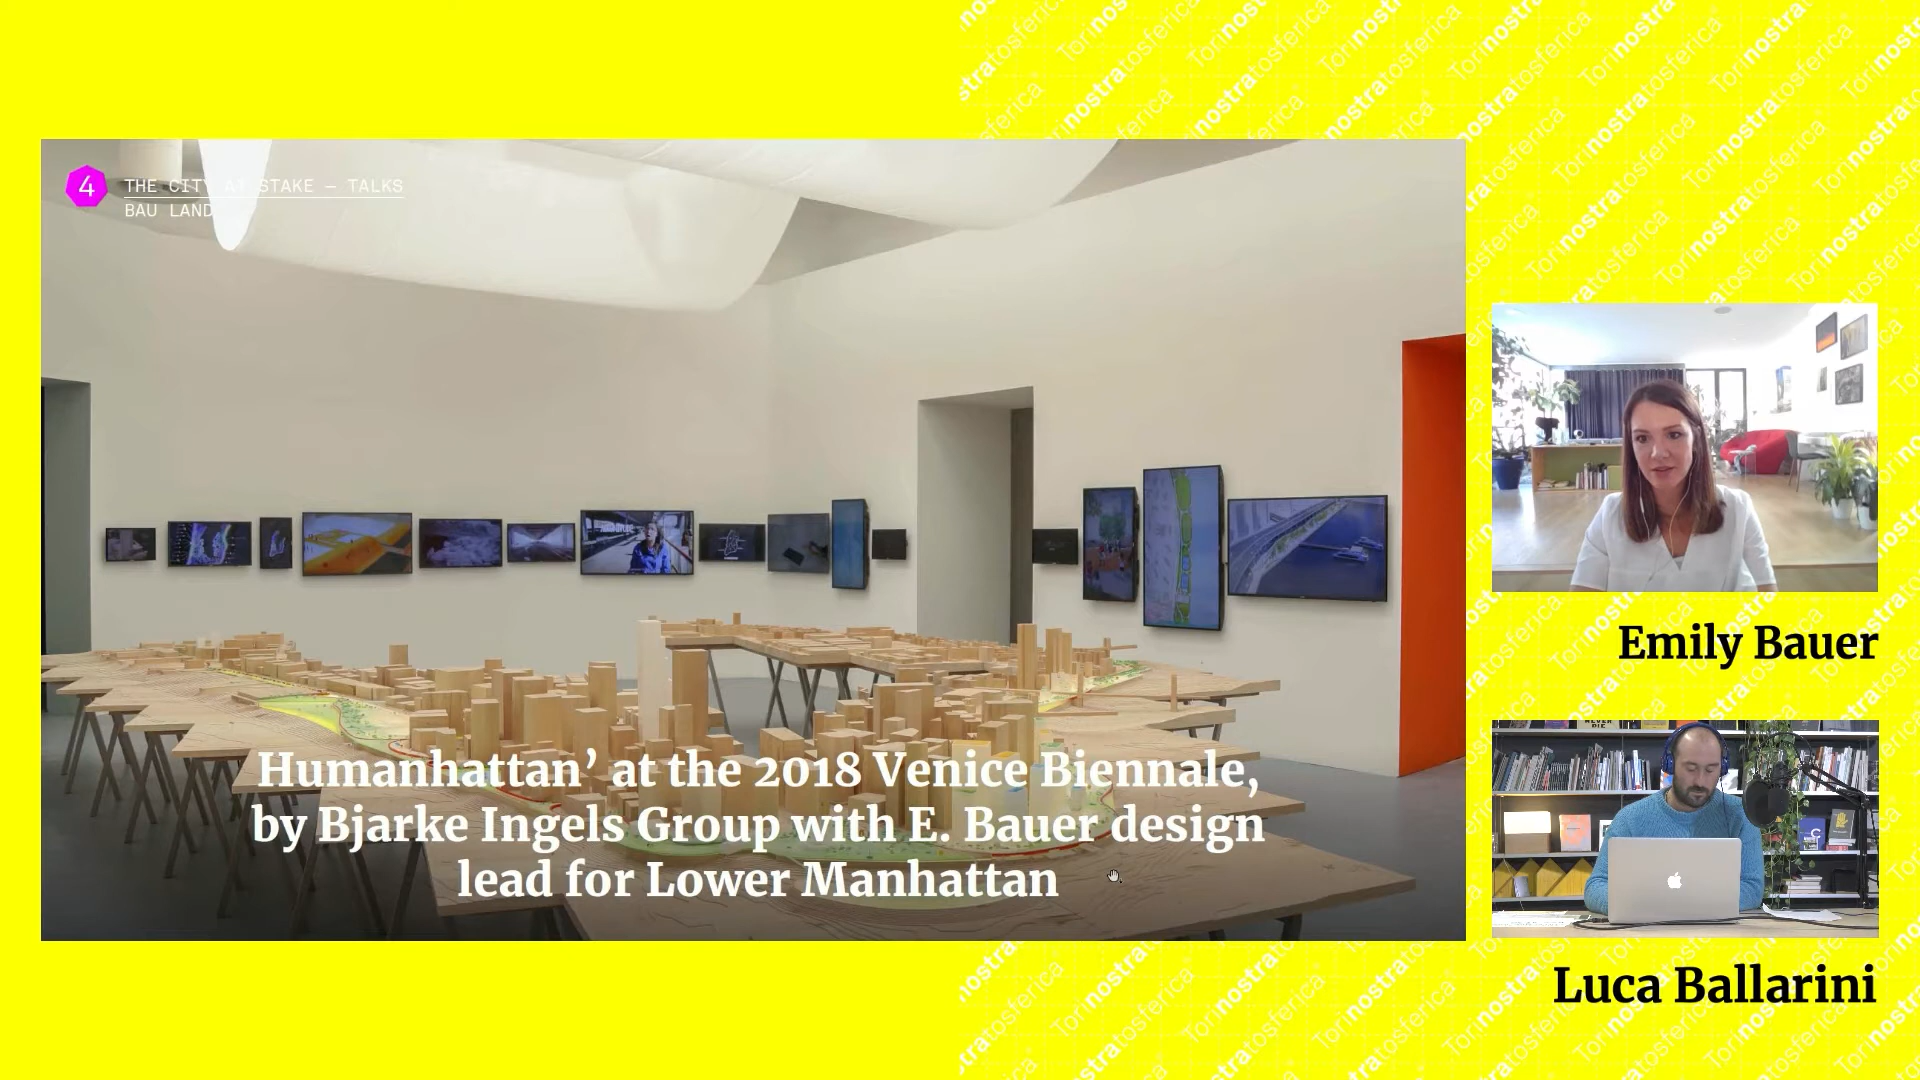 4
THE CITY AT STAKE – TALKS
BAU LAND
Humanhattan’ at the 2018 Venice Biennale,
by Bjarke Ingels Group with E. Bauer design
lead for Lower Manhattan
Emily Bauer
Luca Ballarini
Torinostratosferica